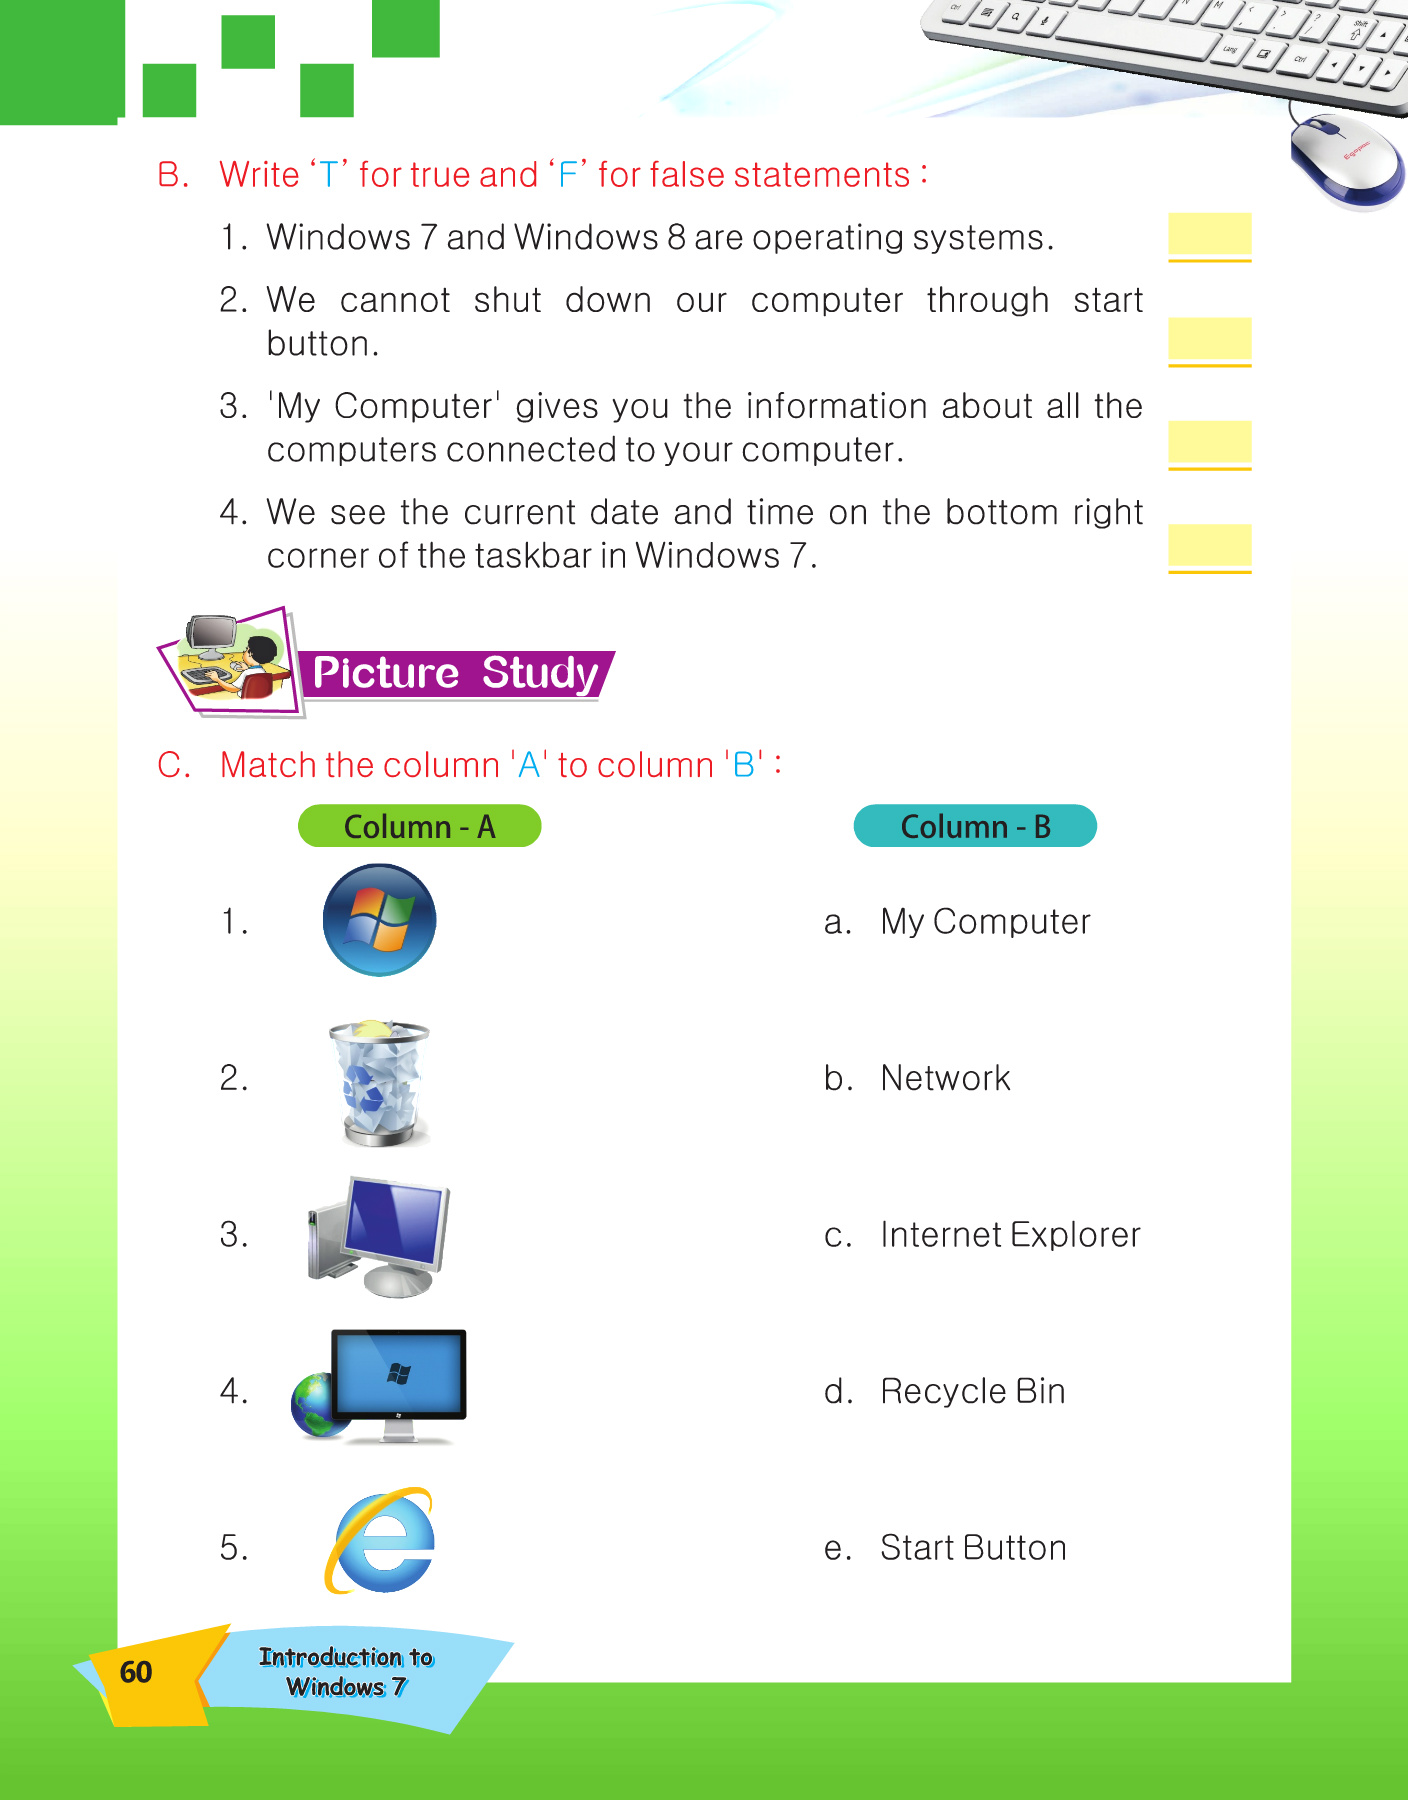 Ctrl
N
M
Shift
Lang
Ctrl
B. Write ‘T’ for true and ‘F’ for false statements :
1. Windows 7 and Windows 8 are operating systems.
2. We cannot shut down our computer through start
button.
3. 'My Computer' gives you the information about all the
computers connected to your computer.
4. We see the current date and time on the bottom right
corner of the taskbar in Windows 7.
Picture Study
C. Match the column 'A' to column 'B' :
Column - A
Column - B
1.
a. My Computer
2.
b. Network
3.
c. Internet Explorer
4.
d. Recycle Bin
5.
e. Start Button
60
Introduction to
Windows 7